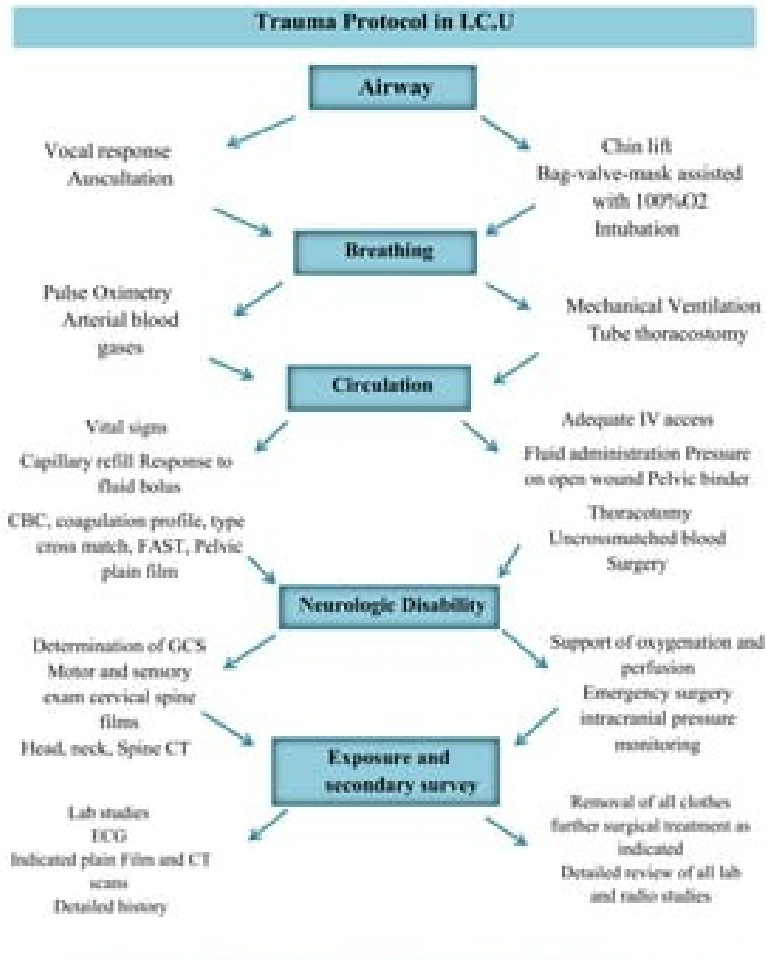 Trauma Protocol in I.C.U
Airway
Vocal response
Auscultation
Chin lift
Bag-valve-mask assisted
with 100%O2
Intubation
Breathing
Pulse Oximetry
Arterial blood
gases
Mechanical Ventilation
Tube thoracostomy
Circulation
Vital signs
Capillary refill Response to
fluid bolus
CBC, coagulation profile, type
cross match, FAST, Pelvic
plain film
Adequate IV access
Fluid administration Pressure
on open wound Pelvic binder
Thoracotomy
Uncrossmatched blood
Surgery
Neurologic Disability
Determination of GCS
Motor and sensory
exam cervical spine
films
Head, neck, Spine CT
Support of oxygenation and
perfusion
Emergency surgery
intracranial pressure
monitoring
Exposure and
secondary survey
Lab studies
ECG
Indicated plain Film and CT
scans
Detailed history
Removal of all clothes
further surgical treatment as
indicated
Detailed review of all lab
and radio studies